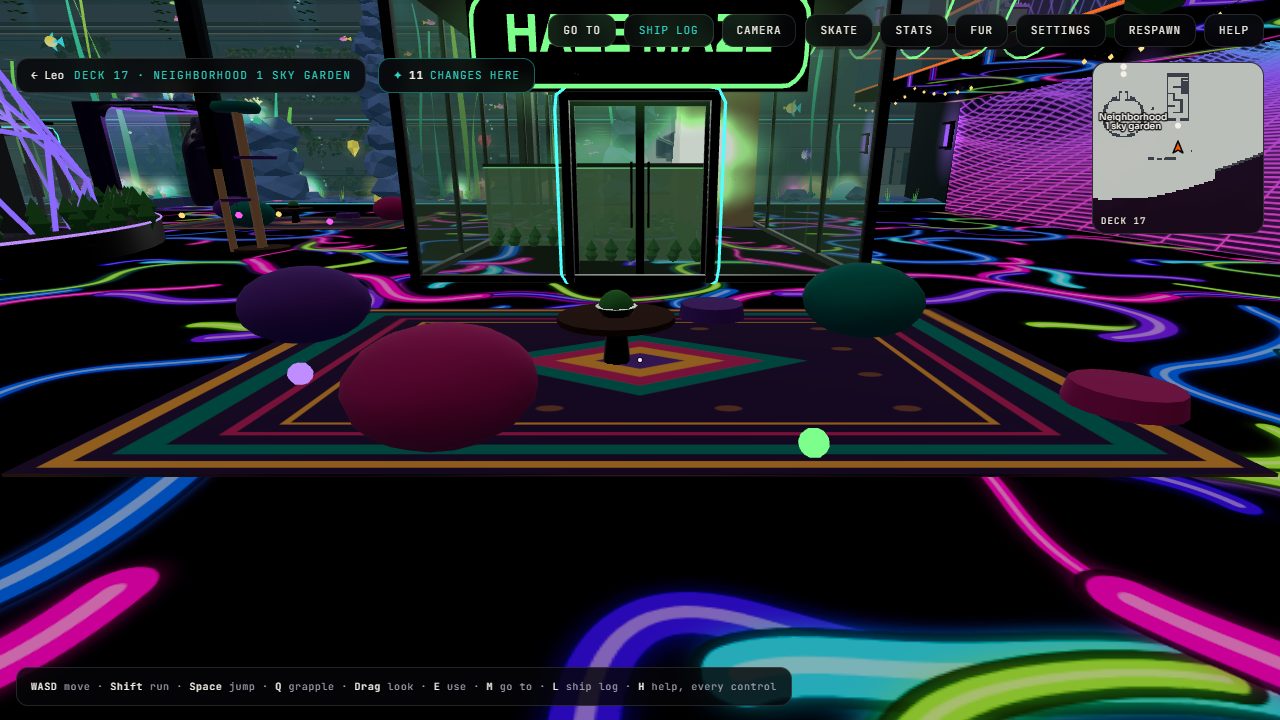 GO TO
SHIP LOG
CAMERA
SKATE
STATS
FUR
SETTINGS
RESPAWN
HELP
← Leo DECK 17 · NEIGHBORHOOD 1 SKY GARDEN
✦ 11 CHANGES HERE
Neighborhood
1 sky garden
DECK 17
WASD move · Shift run · Space jump · Q grapple · Drag look · E use · M go to · L ship log · H help, every control